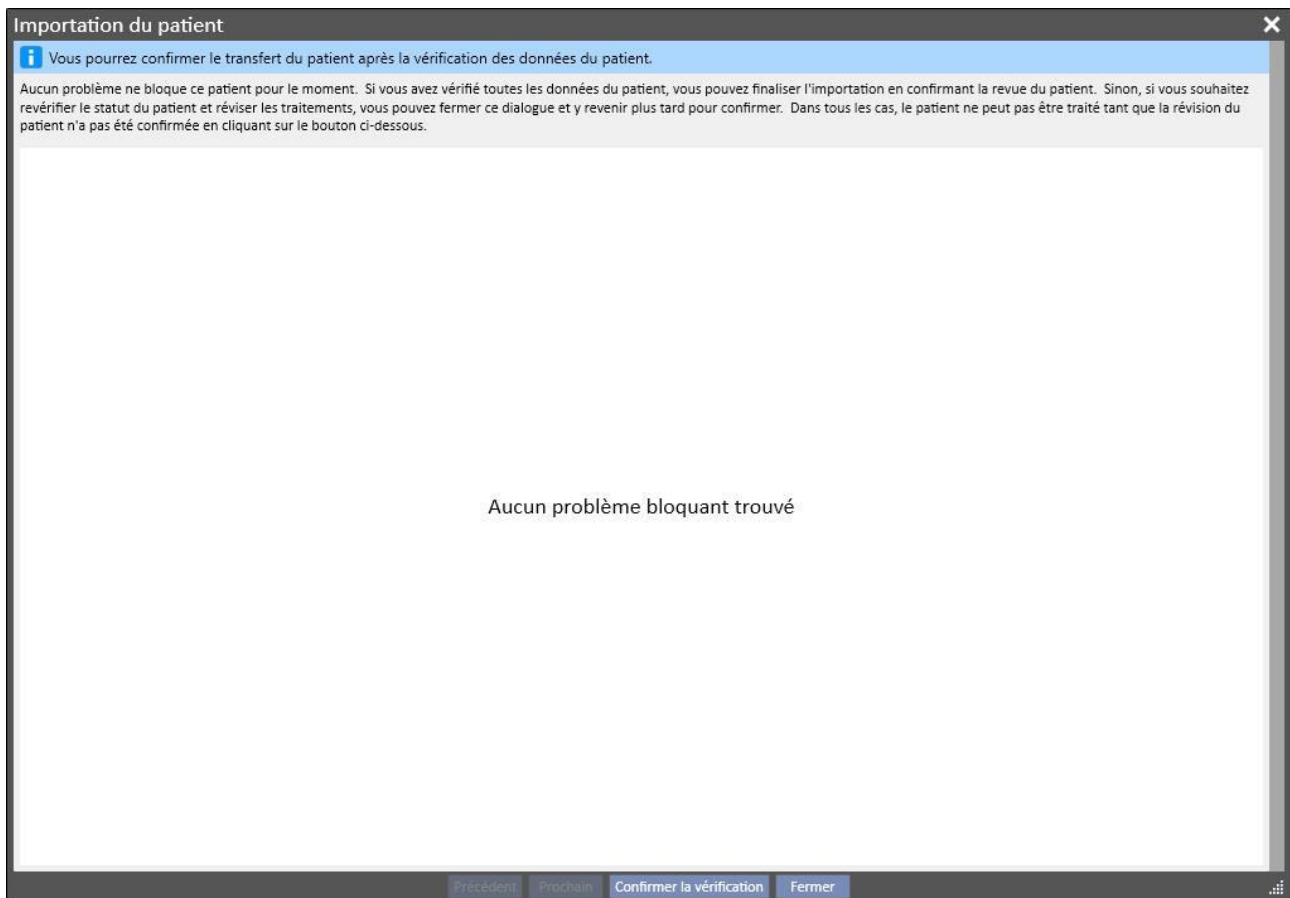 Importation du patient
Vous pourrez confirmer le transfert du patient après la vérification des données du patient.
Aucun problème ne bloque ce patient pour le moment.  Si vous avez vérifié toutes les données du patient, vous pouvez finaliser l'importation en confirmant la revue du patient.  Sinon, si vous souhaitez
revérifier le statut du patient et réviser les traitements, vous pouvez fermer ce dialogue et y revenir plus tard pour confirmer.  Dans tous les cas, le patient ne peut pas être traité tant que la révision du
patient n'a pas été confirmée en cliquant sur le bouton ci-dessous.
Aucun problème bloquant trouvé
Précédent Prochain Confirmer la vérification Fermer